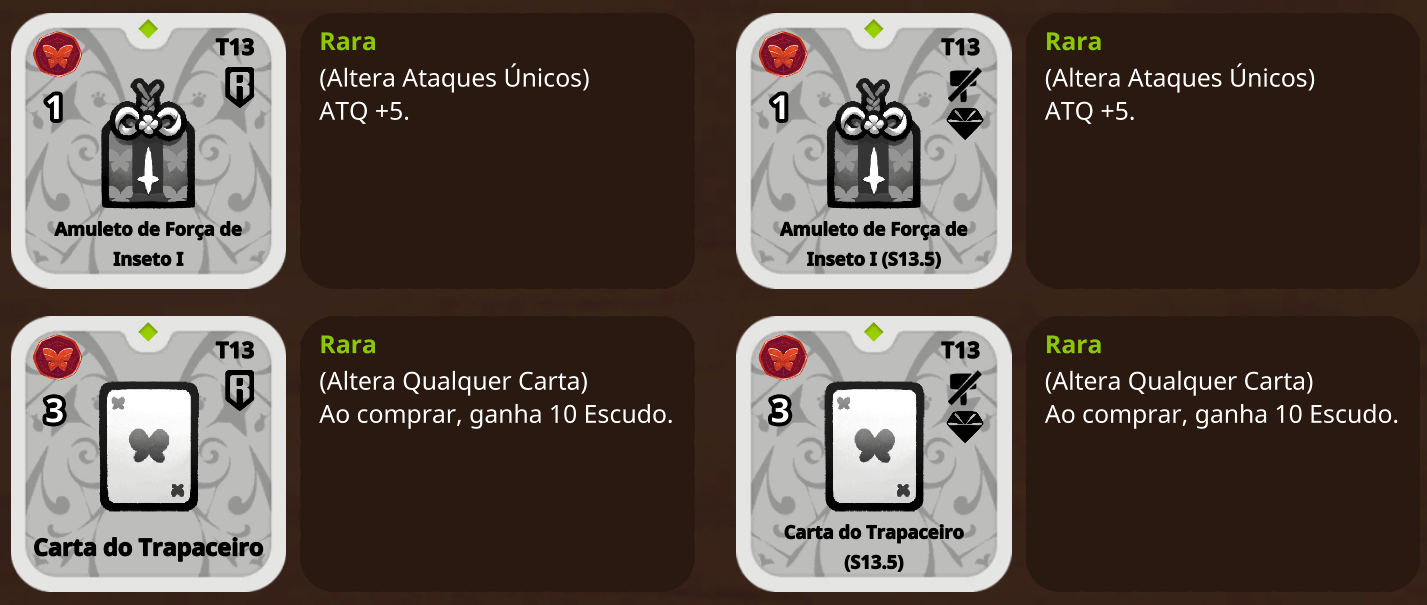 T13
1
Amuleto de Força de
Inseto I
Rara
(Altera Ataques Únicos)
ATQ +5.
T13
1
Amuleto de Força de
Inseto I (S13.5)
Rara
(Altera Ataques Únicos)
ATQ +5.
T13
R
3
Carta do Trapaceiro
Rara
(Altera Qualquer Carta)
Ao comprar, ganha 10 Escudo.
T13
3
Carta do Trapaceiro
(S13.5)
Rara
(Altera Qualquer Carta)
Ao comprar, ganha 10 Escudo.